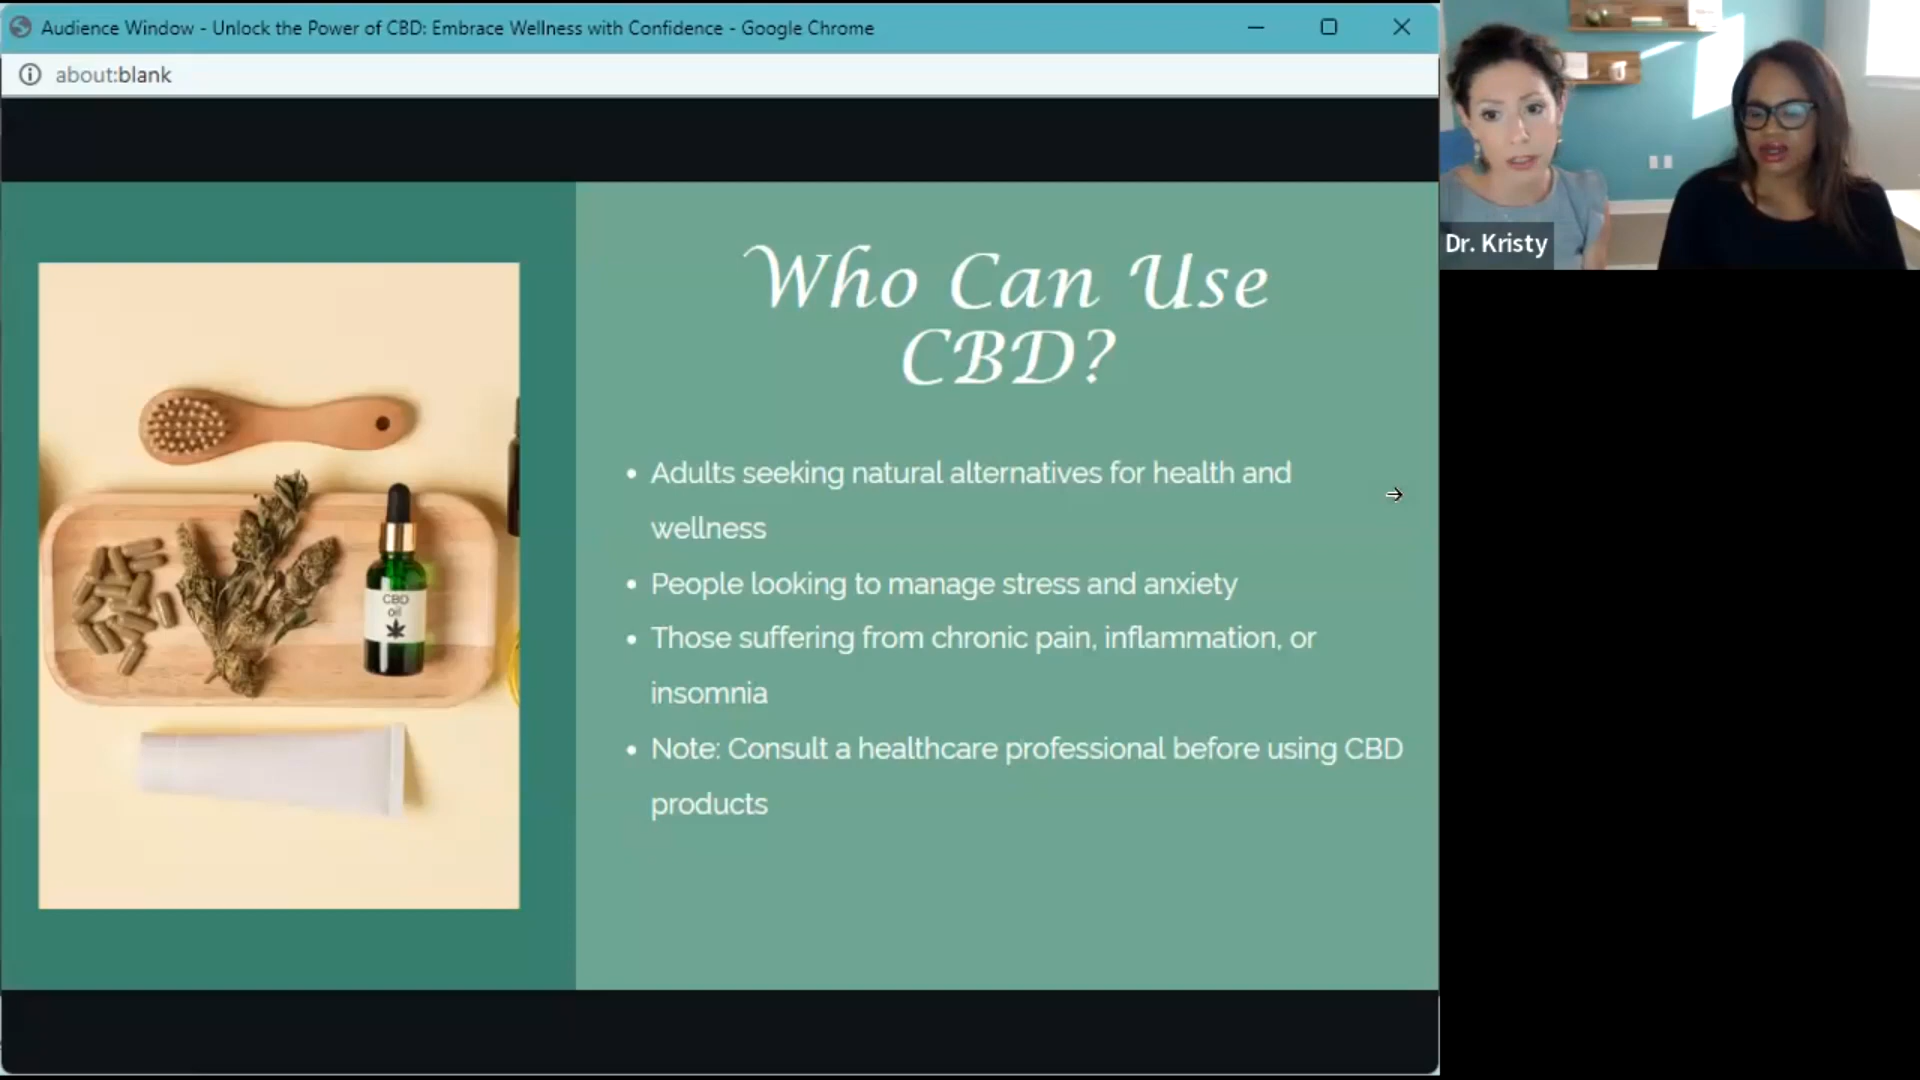 Audience Window - Unlock the Power of CBD: Embrace Wellness with Confidence - Google Chrome
about:blank
Who Can Use
CBD?
• Adults seeking natural alternatives for health and
wellness
• People looking to manage stress and anxiety
• Those suffering from chronic pain, inflammation, or
insomnia
• Note: Consult a healthcare professional before using CBD
products
CBD
oil
Dr. Kristy